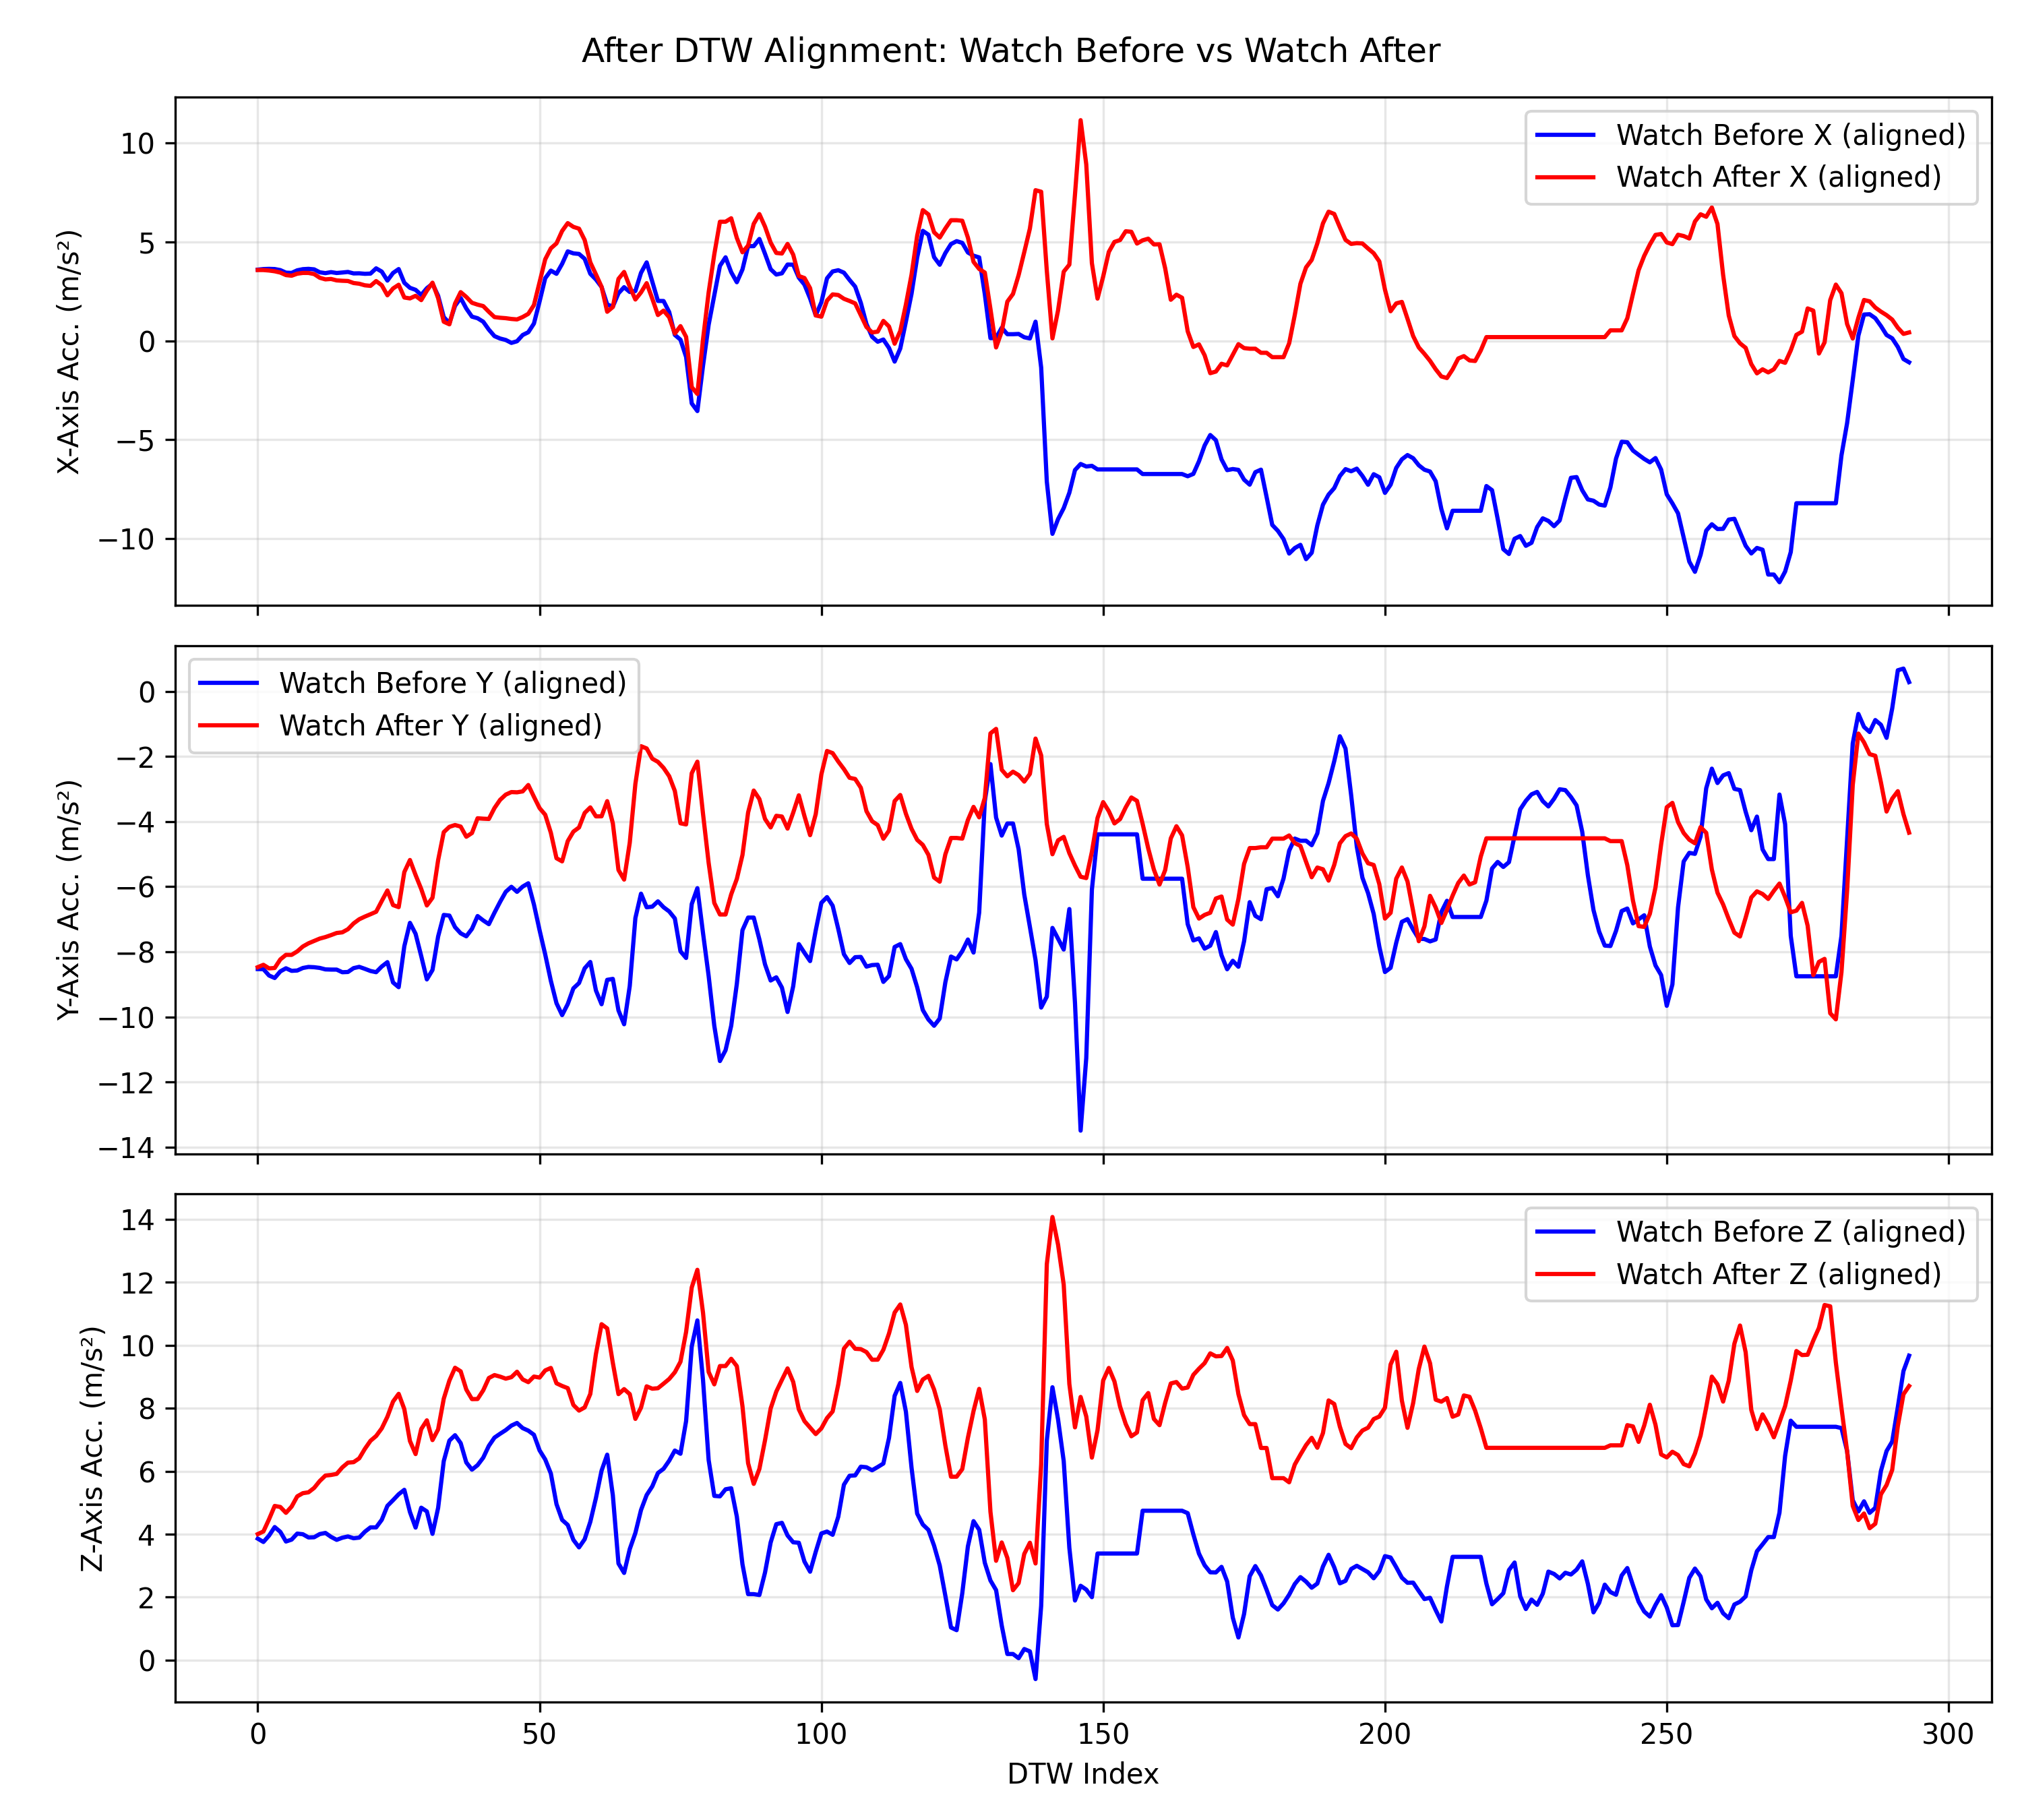 After DTW Alignment: Watch Before vs Watch After
X-Axis Acc. (m/s²)
10
5
0
−5
−10
Watch Before X (aligned)
Watch After X (aligned)
Y-Axis Acc. (m/s²)
0
−2
−4
−6
−8
−10
−12
−14
Watch Before Y (aligned)
Watch After Y (aligned)
Z-Axis Acc. (m/s²)
14
12
10
8
6
4
2
0
Watch Before Z (aligned)
Watch After Z (aligned)
0 50 100 150 200 250 300
DTW Index